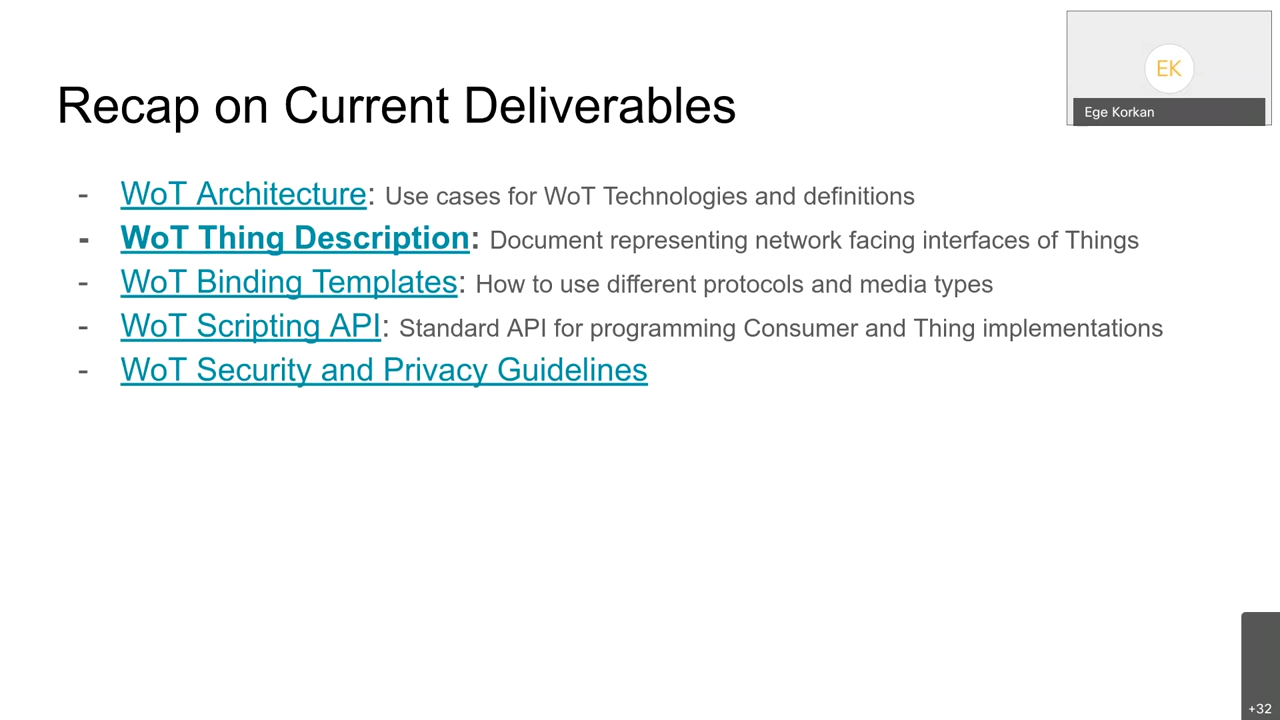 Recap on Current Deliverables
EK
Ege Korkan
- WoT Architecture: Use cases for WoT Technologies and definitions
- WoT Thing Description: Document representing network facing interfaces of Things
- WoT Binding Templates: How to use different protocols and media types
- WoT Scripting API: Standard API for programming Consumer and Thing implementations
- WoT Security and Privacy Guidelines
+32